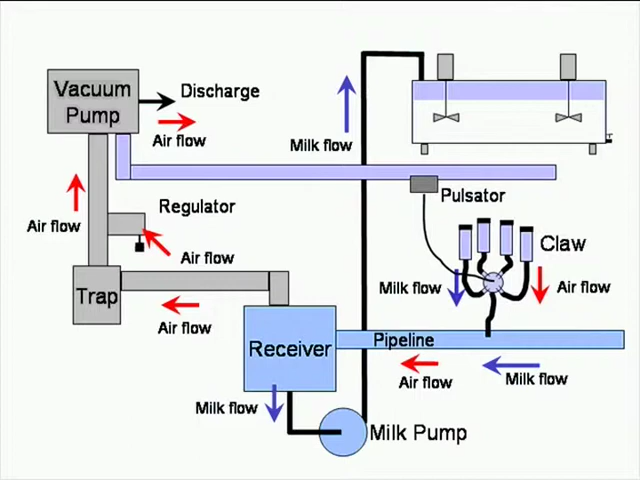 Vacuum
Pump
Discharge
Air flow
Milk flow
Pulsator
Regulator
Air flow
Air flow
Claw
Milk flow
Air flow
Trap
Air flow
Receiver
Pipeline
Air flow
Milk flow
Milk flow
Milk Pump